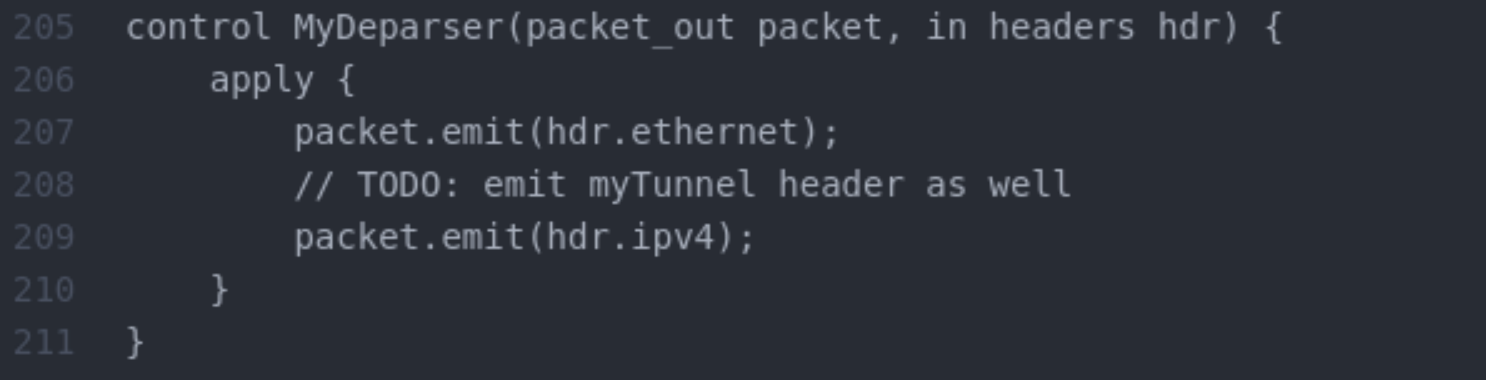 205 control MyDeparser(packet_out packet, in headers hdr) {
206     apply {
207         packet.emit(hdr.ethernet);
208         // TODO: emit myTunnel header as well
209         packet.emit(hdr.ipv4);
210     }
211 }